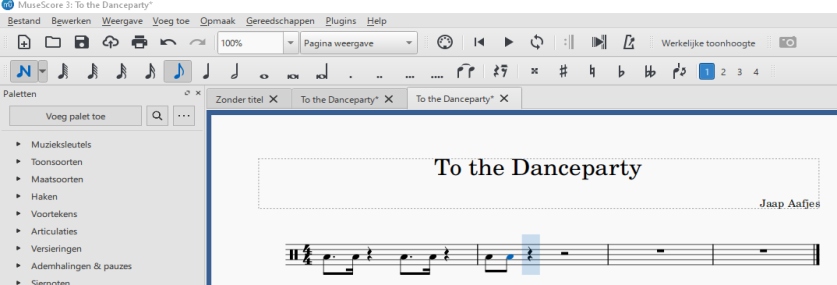 MuseScore 3: To the Danceparty*
Bestand Bewerken Weergave Voeg toe Opmaak Gereedschappen Plugins Help
100% Pagina weergave Werkelijke toonhoogte
1 2 3 4
Paletten
Zonder titel To the Danceparty* To the Danceparty*
Voeg palet toe
Muzieksleutels
Toonsoorten
Maatsoorten
Haken
Voortekens
Articulaties
Versieringen
Ademhalingen & pauzes
Siernoten
To the Danceparty
Jaap Aafjes